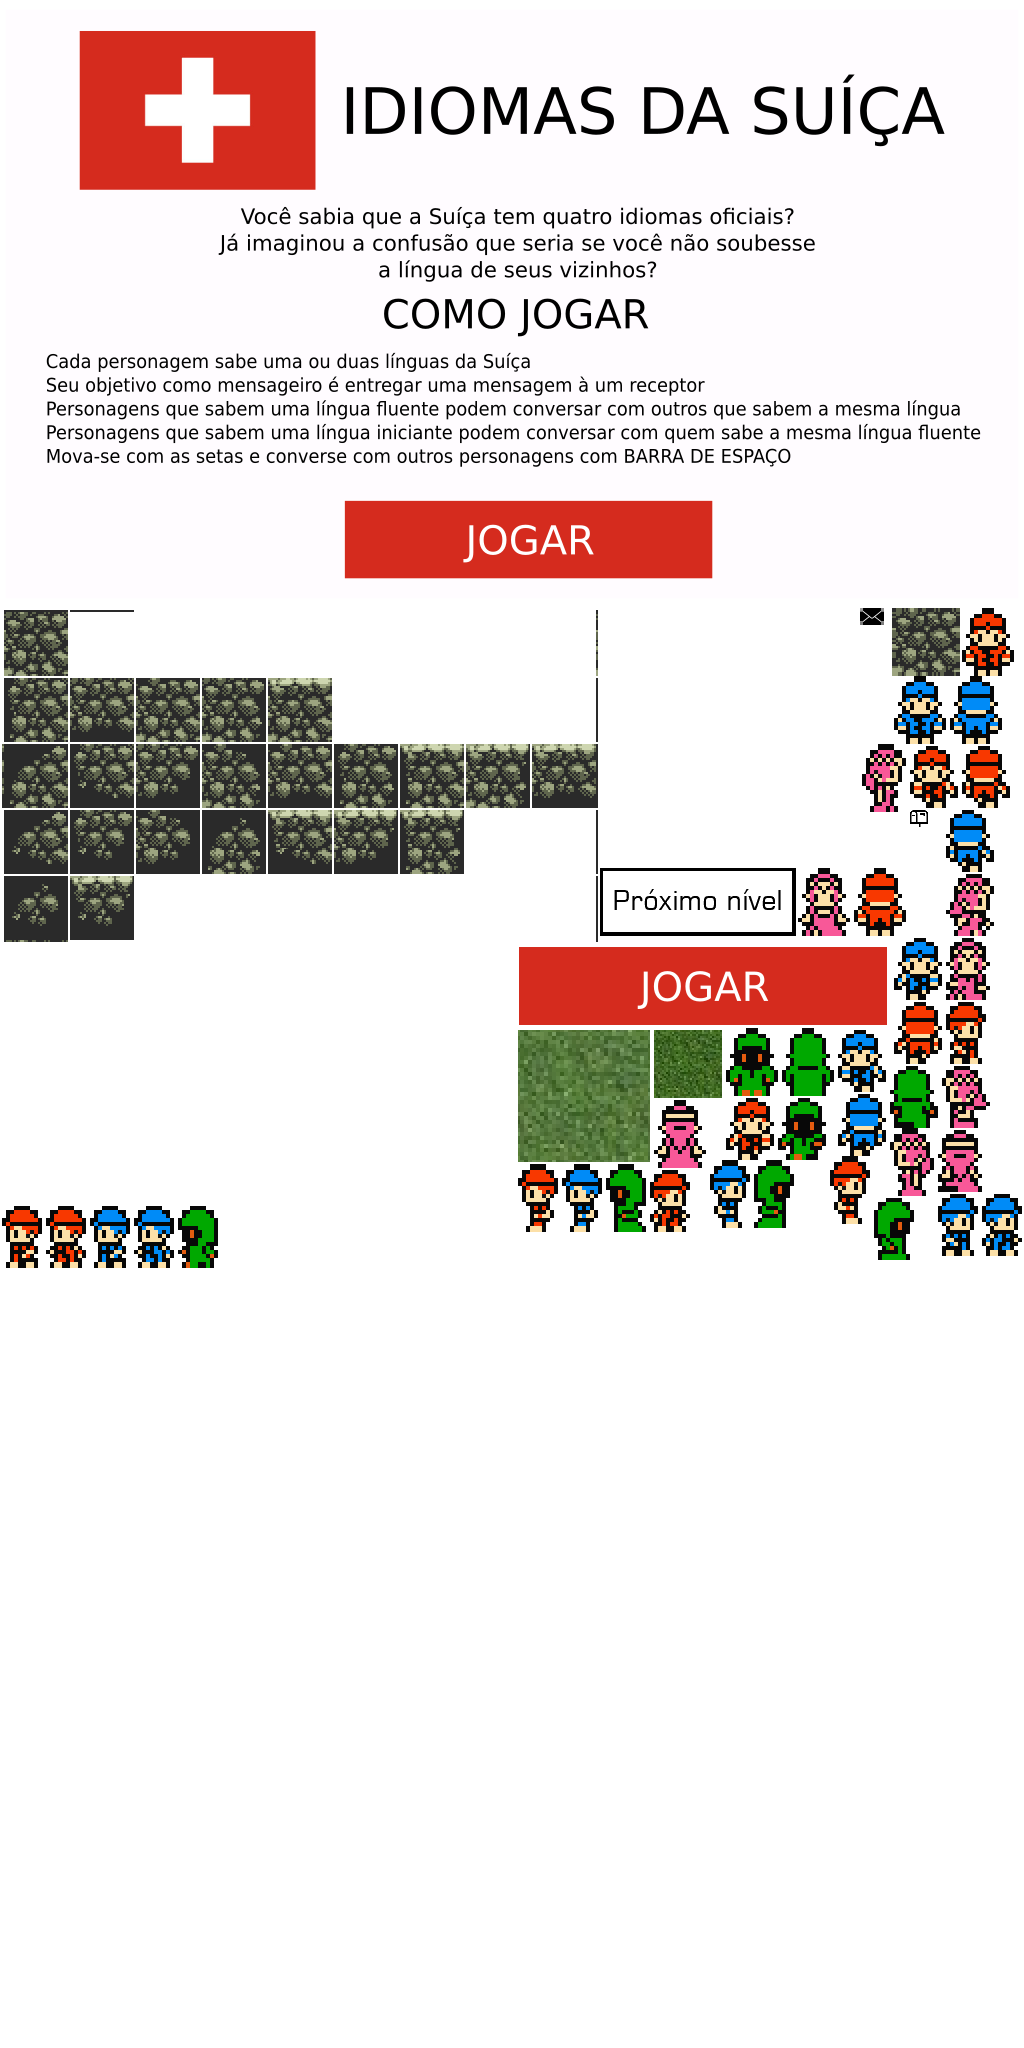 IDIOMAS DA SUÍÇA
Você sabia que a Suíça tem quatro idiomas oficiais?
Já imaginou a confusão que seria se você não soubesse
a língua de seus vizinhos?
COMO JOGAR
Cada personagem sabe uma ou duas línguas da Suíça
Seu objetivo como mensageiro é entregar uma mensagem à um receptor
Personagens que sabem uma língua fluente podem conversar com outros que sabem a mesma língua
Personagens que sabem uma língua iniciante podem conversar com quem sabe a mesma língua fluente
Mova-se com as setas e converse com outros personagens com BARRA DE ESPAÇO
JOGAR
Próximo nível
JOGAR